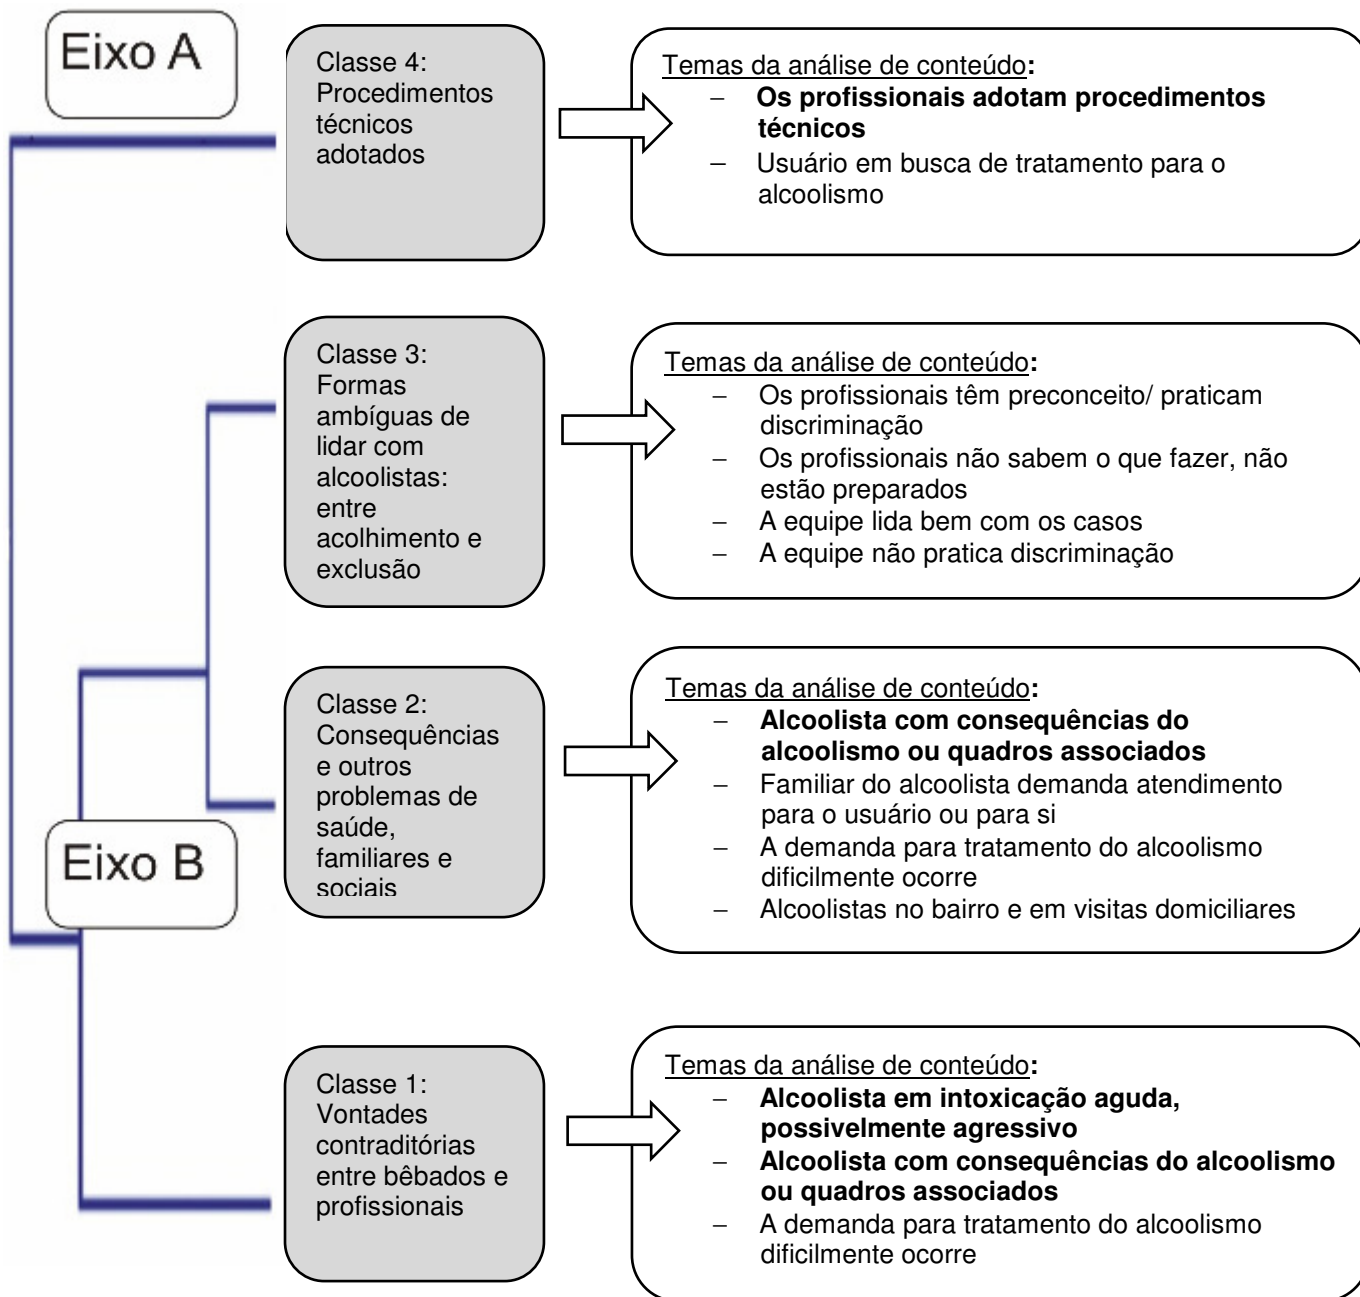 Eixo A
Classe 4:
Procedimentos
técnicos
adotados
Temas da análise de conteúdo:
– Os profissionais adotam procedimentos
técnicos
– Usuário em busca de tratamento para o
alcoolismo
Classe 3:
Formas
ambíguas de
lidar com
alcoolistas:
entre
acolhimento e
exclusão
Temas da análise de conteúdo:
– Os profissionais têm preconceito/ praticam
discriminação
– Os profissionais não sabem o que fazer, não
estão preparados
– A equipe lida bem com os casos
– A equipe não pratica discriminação
Eixo B
Classe 2:
Consequências
e outros
problemas de
saúde,
familiares e
sociais
Temas da análise de conteúdo:
– Alcoolista com consequências do
alcoolismo ou quadros associados
– Familiar do alcoolista demanda atendimento
para o usuário ou para si
– A demanda para tratamento do alcoolismo
dificilmente ocorre
– Alcoolistas no bairro e em visitas domiciliares
Classe 1:
Vontades
contraditórias
entre bêbados e
profissionais
Temas da análise de conteúdo:
– Alcoolista em intoxicação aguda,
possivelmente agressivo
– Alcoolista com consequências do alcoolismo
ou quadros associados
– A demanda para tratamento do alcoolismo
dificilmente ocorre